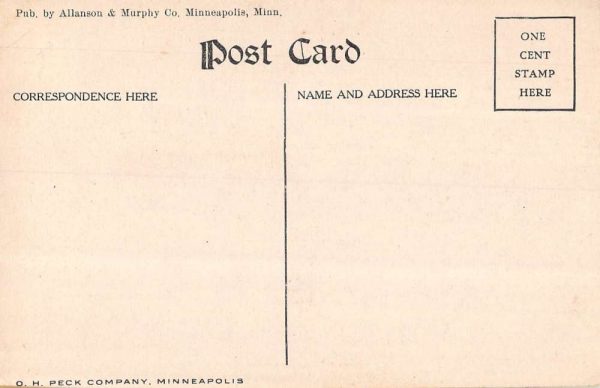 Pub. by Allanson & Murphy Co. Minneapolis, Minn.
Post Card
ONE
CENT
STAMP
HERE
CORRESPONDENCE HERE
NAME AND ADDRESS HERE
O. H. PECK COMPANY, MINNEAPOLIS